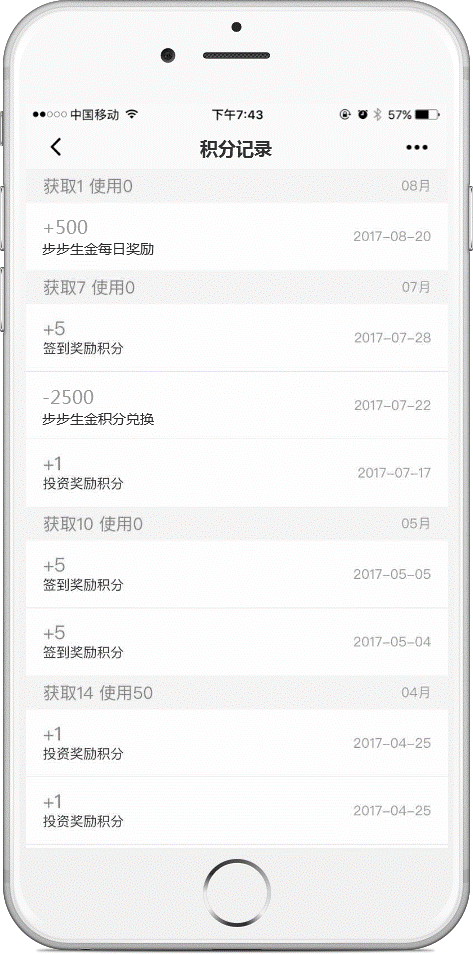 中国移动 下午7:43 57%
积分记录
获取1 使用0 08月
+500 2017-08-20
步步生金每日奖励
获取7 使用0 07月
+5 2017-07-28
签到奖励积分
-2500 2017-07-22
步步生金积分兑换
+1 2017-07-17
投资奖励积分
获取10 使用0 05月
+5 2017-05-05
签到奖励积分
+5 2017-05-04
签到奖励积分
获取14 使用50 04月
+1 2017-04-25
投资奖励积分
+1 2017-04-25
投资奖励积分